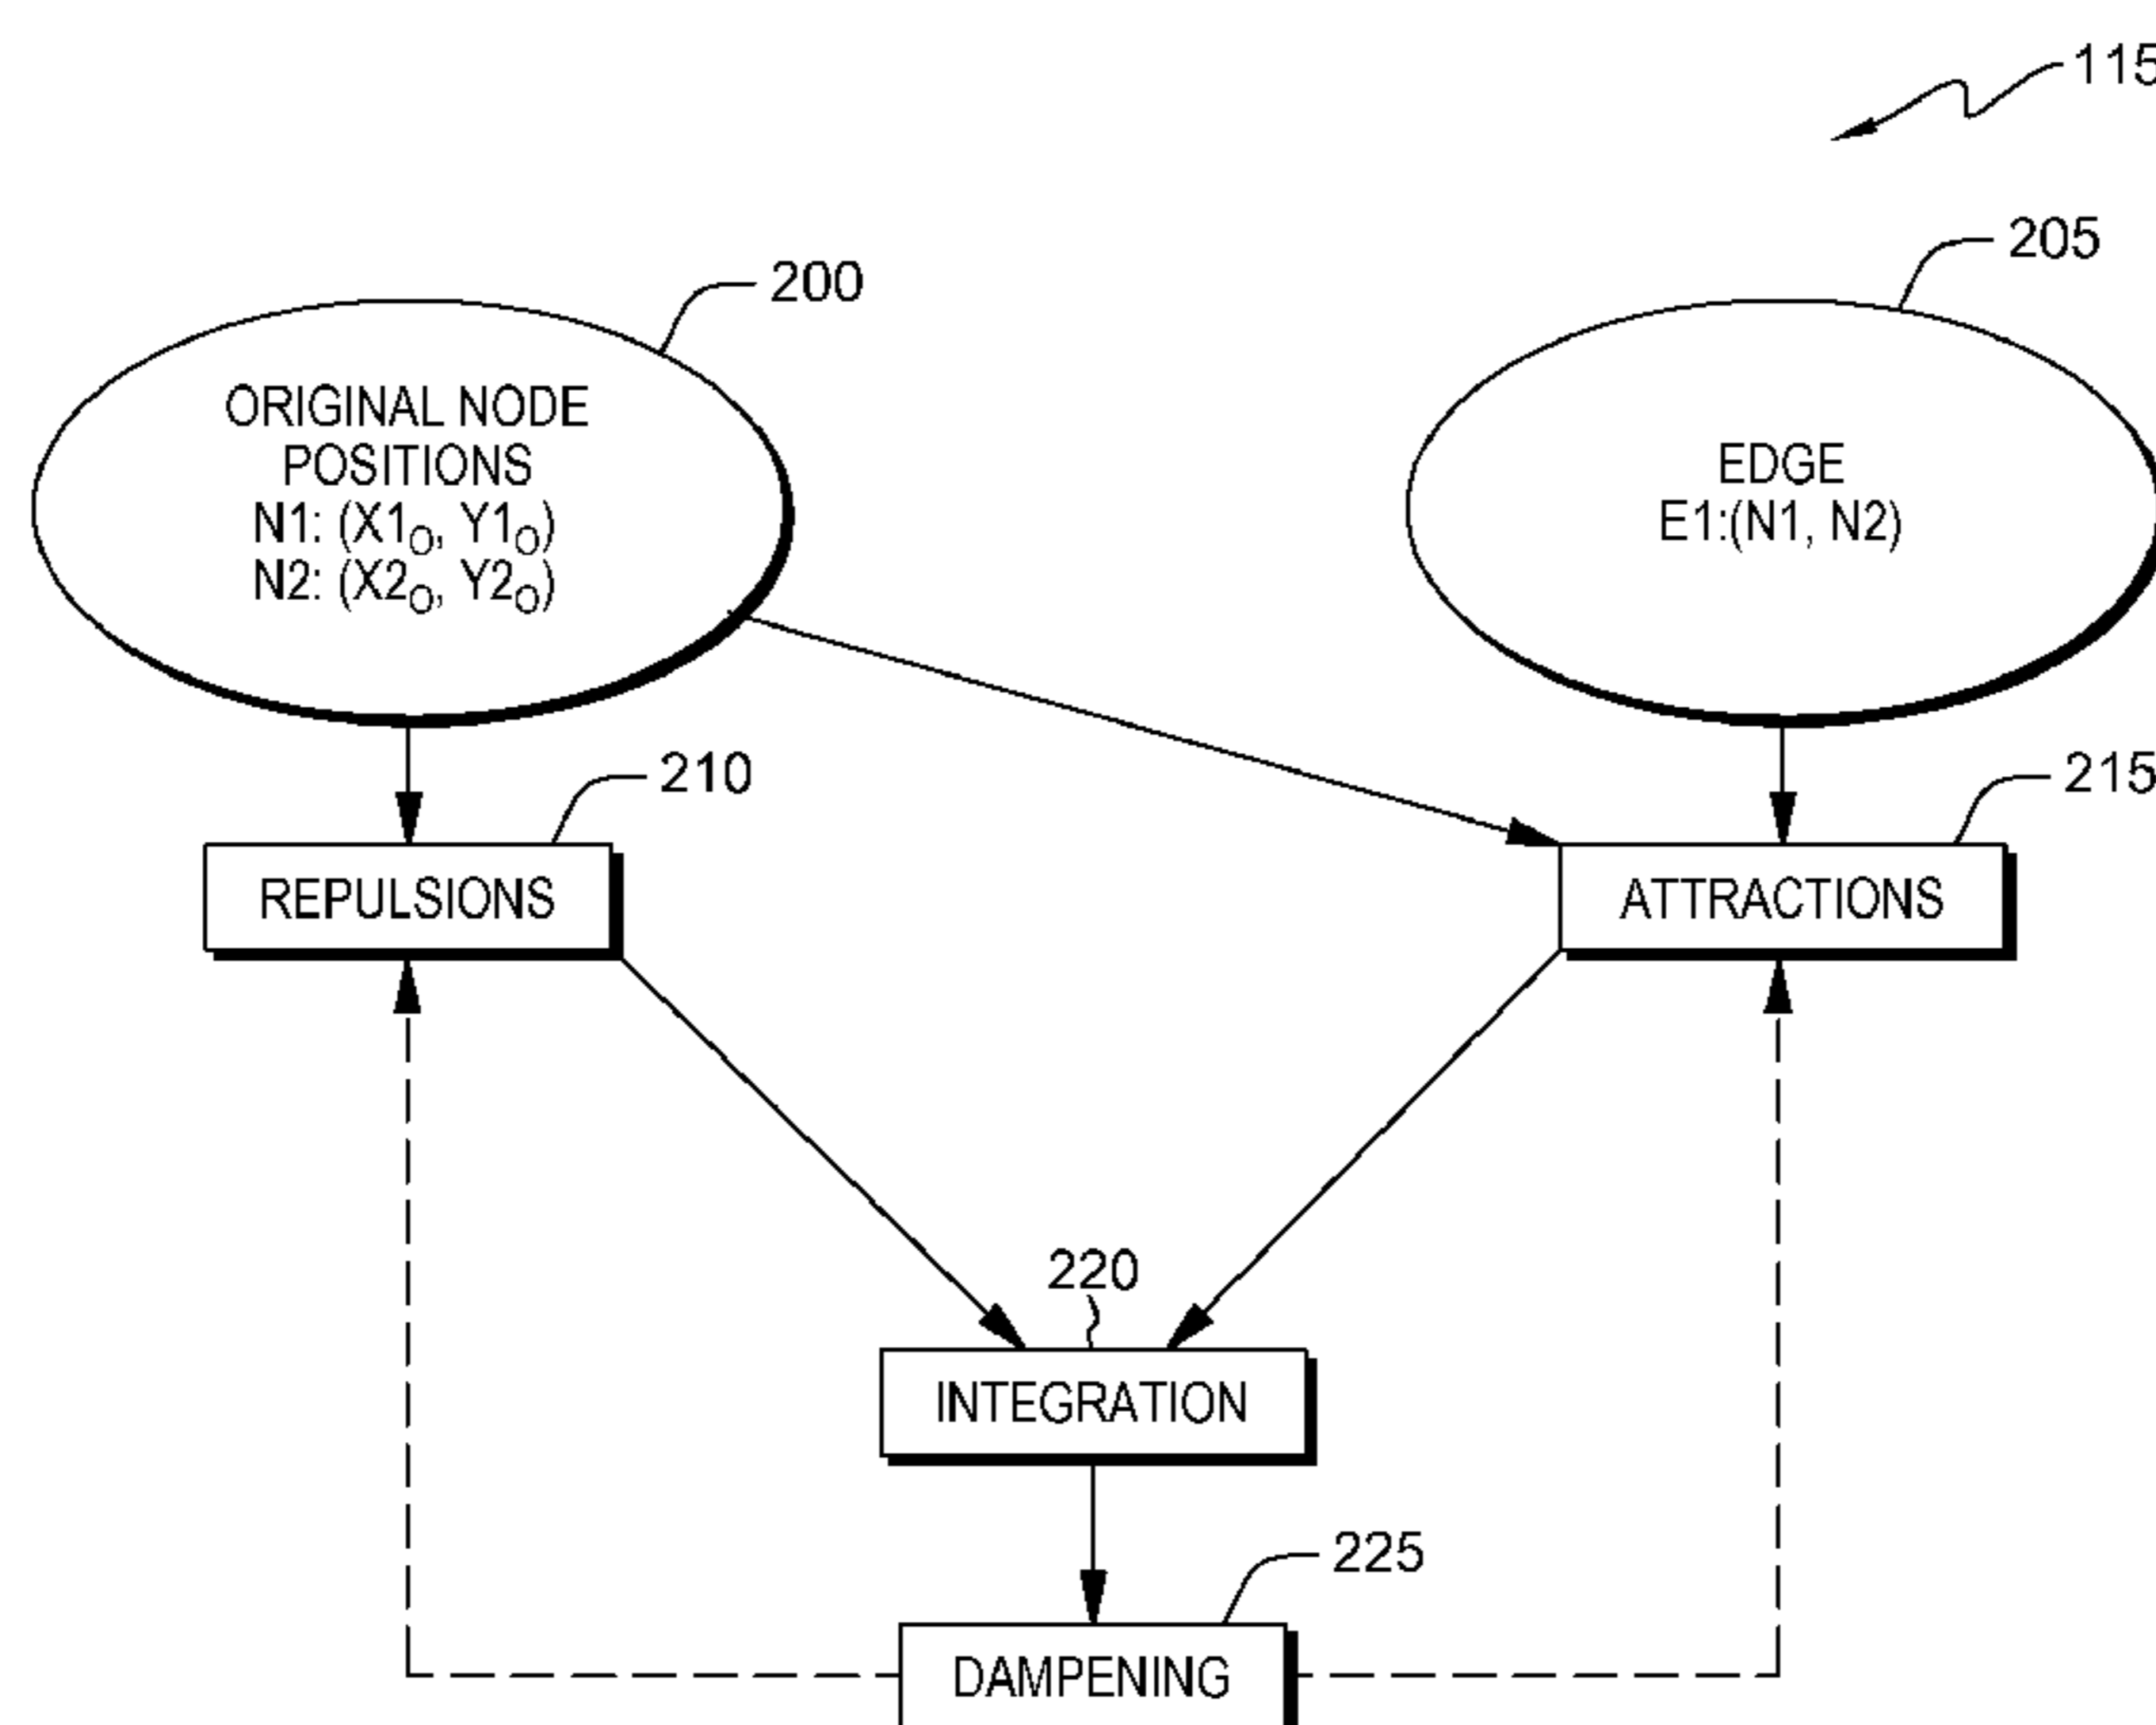 115
205
200
ORIGINAL NODE
POSITIONS
N1: (X1O, Y1O)
N2: (X2O, Y2O)
EDGE
E1:(N1, N2)
210
215
REPULSIONS
ATTRACTIONS
220
INTEGRATION
225
DAMPENING